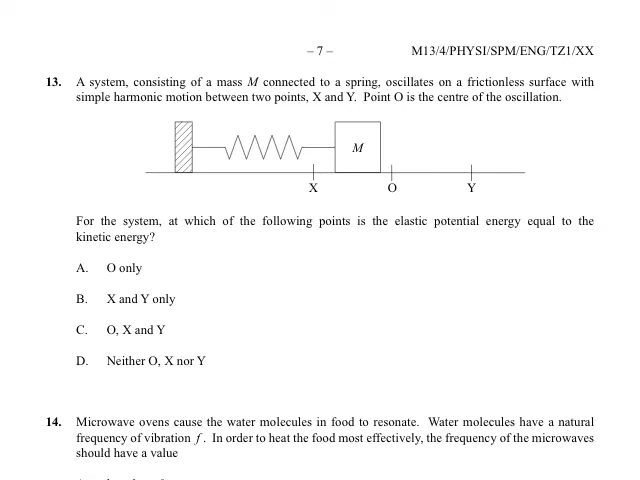 – 7 –
M13/4/PHYSI/SPM/ENG/TZ1/XX
13. A system, consisting of a mass M connected to a spring, oscillates on a frictionless surface with
simple harmonic motion between two points, X and Y. Point O is the centre of the oscillation.
M
X O Y
For the system, at which of the following points is the elastic potential energy equal to the
kinetic energy?
A. O only
B. X and Y only
C. O, X and Y
D. Neither O, X nor Y
14. Microwave ovens cause the water molecules in food to resonate. Water molecules have a natural
frequency of vibration f. In order to heat the food most effectively, the frequency of the microwaves
should have a value